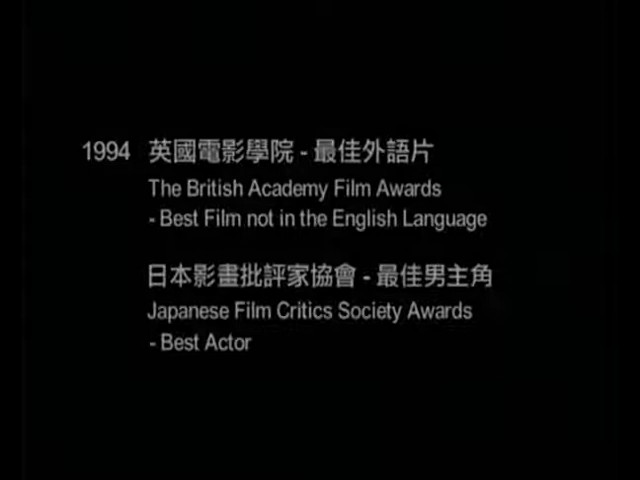 1994 英國電影學院 - 最佳外語片
The British Academy Film Awards
- Best Film not in the English Language
日本影畫批評家協會 - 最佳男主角
Japanese Film Critics Society Awards
- Best Actor